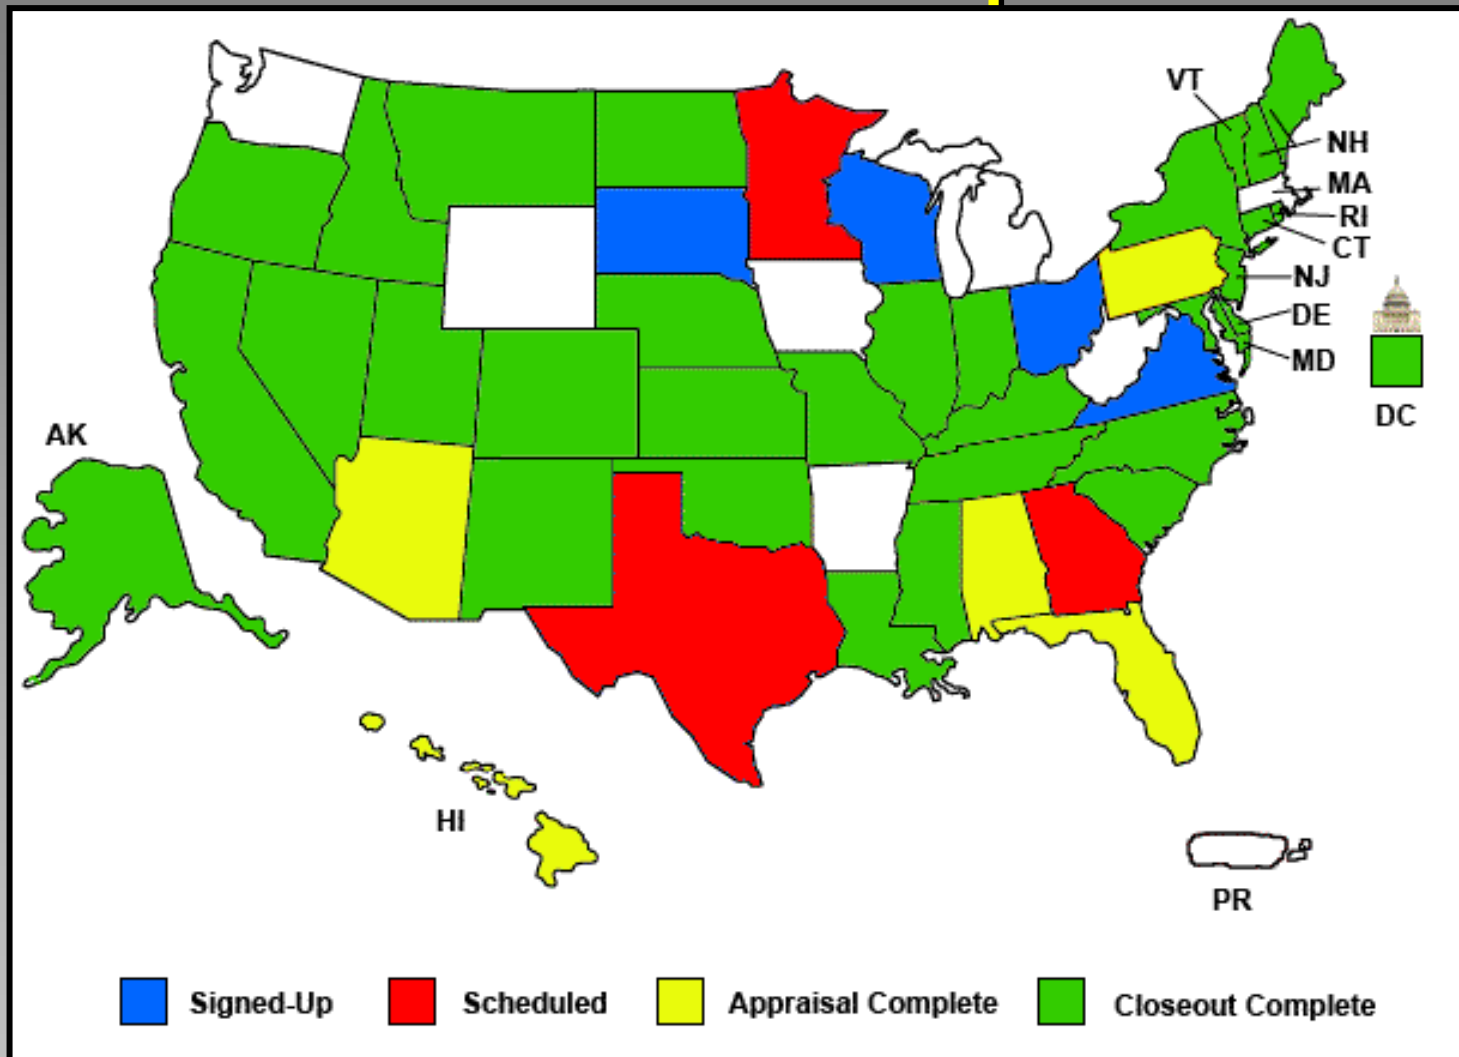 VT
NH
MA
RI
CT
NJ
DE
MD
DC
AK
HI
PR
Signed-Up
Scheduled
Appraisal Complete
Closeout Complete